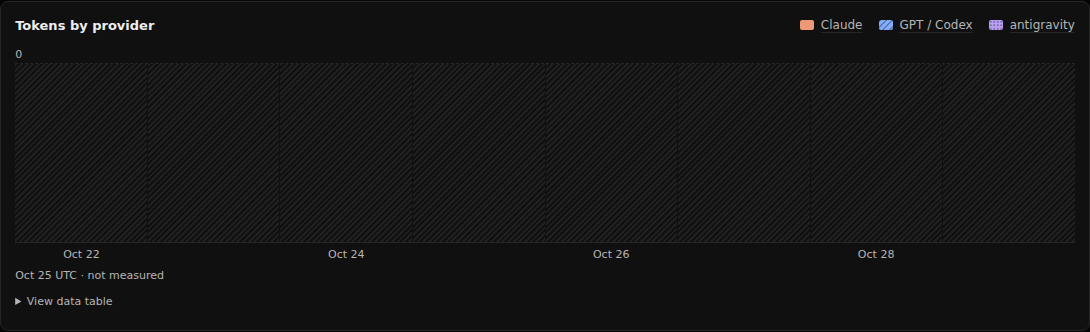 Tokens by provider
Claude GPT / Codex antigravity
0
Oct 22 Oct 24 Oct 26 Oct 28
Oct 25 UTC · not measured
View data table